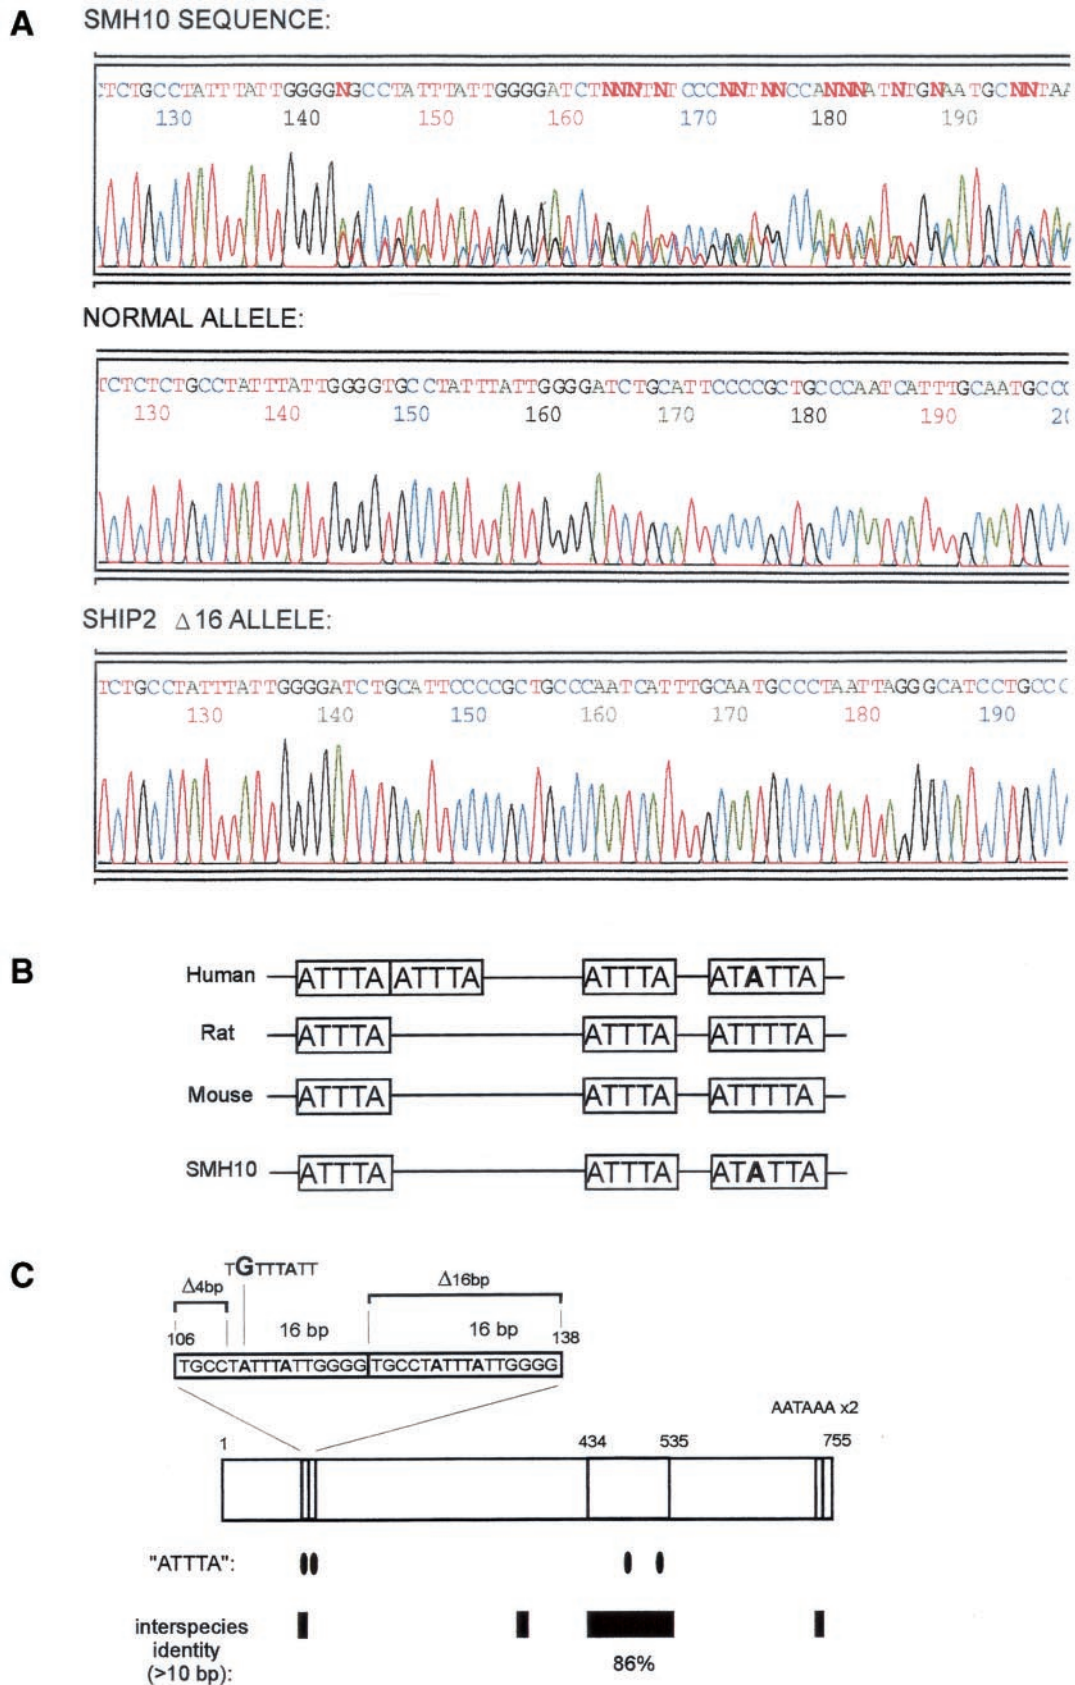 A
SMH10 SEQUENCE:
TCTGCCTATTTATTGGGGNGCCTATTTATTGGGGATCTNNNTNTCCCNNTNNCCANNNATNTGNAATGCNNTAA
130 140 150 160 170 180 190
NORMAL ALLELE:
TCTCTCTGCCTATTTATTGGGGTGCCTATTTATTGGGGATCTGCATTCCCCGCTGCCCAATCATTTGCAATGCCC
130 140 150 160 170 180 190 20
SHIP2 Δ16 ALLELE:
TCTGCCTATTTATTGGGGATCTGCATTCCCCGCTGCCCAATCATTTGCAATGCCCTAATTAGGGCATCCTGCCC
130 140 150 160 170 180 190
B
Human ATTTA ATTTA ATTTA ATATTA
Rat ATTTA ATTTA ATTTTA
Mouse ATTTA ATTTA ATTTTA
SMH10 ATTTA ATTTA ATATTA
C
TGTTTATT
Δ4bp Δ16bp
106 16 bp 16 bp 138
TGCCTATTTATTGGGG TGCCTATTTATTGGGG
AATAAA x2
1 434 535 755
"ATTTA":
interspecies
identity
(>10 bp):
86%